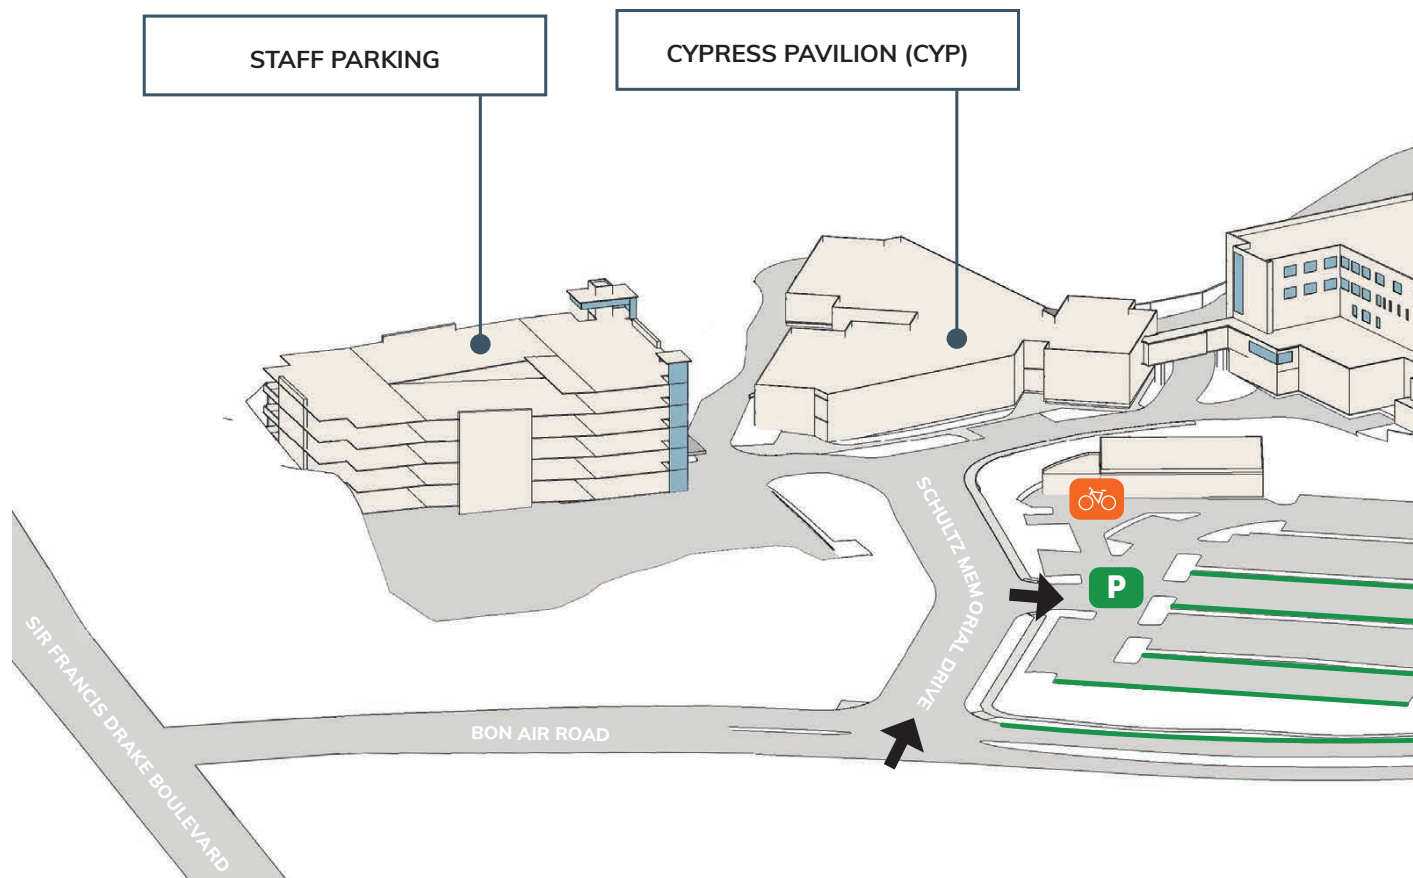 STAFF PARKING
CYPRESS PAVILION (CYP)
SCHULTZ MEMORIAL DRIVE
P
SIR FRANCIS DRAKE BOULEVARD
BON AIR ROAD